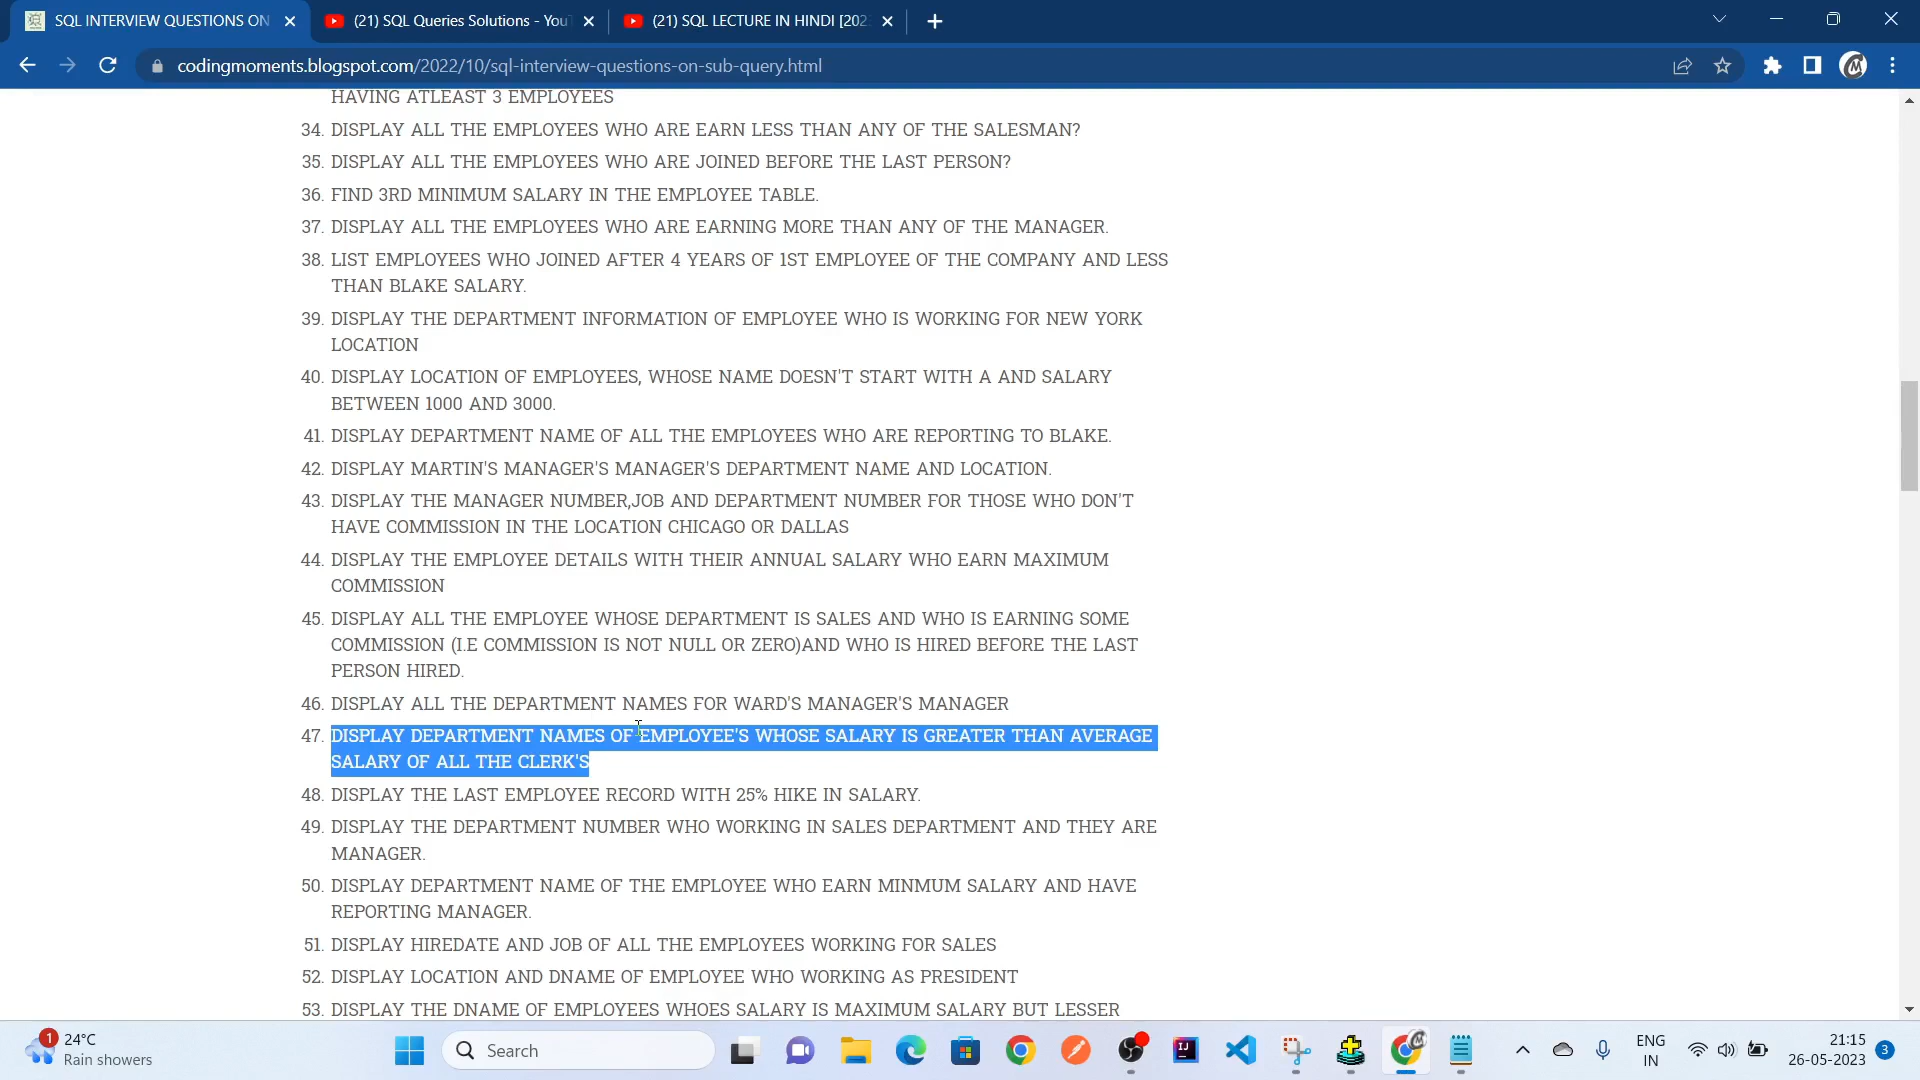 SQL INTERVIEW QUESTIONS ON
(21) SQL Queries Solutions - YouT
(21) SQL LECTURE IN HINDI [202
codingmoments.blogspot.com/2022/10/sql-interview-questions-on-sub-query.html
HAVING ATLEAST 3 EMPLOYEES
34. DISPLAY ALL THE EMPLOYEES WHO ARE EARN LESS THAN ANY OF THE SALESMAN?
35. DISPLAY ALL THE EMPLOYEES WHO ARE JOINED BEFORE THE LAST PERSON?
36. FIND 3RD MINIMUM SALARY IN THE EMPLOYEE TABLE.
37. DISPLAY ALL THE EMPLOYEES WHO ARE EARNING MORE THAN ANY OF THE MANAGER.
38. LIST EMPLOYEES WHO JOINED AFTER 4 YEARS OF 1ST EMPLOYEE OF THE COMPANY AND LESS
THAN BLAKE SALARY.
39. DISPLAY THE DEPARTMENT INFORMATION OF EMPLOYEE WHO IS WORKING FOR NEW YORK
LOCATION
40. DISPLAY LOCATION OF EMPLOYEES, WHOSE NAME DOESN'T START WITH A AND SALARY
BETWEEN 1000 AND 3000.
41. DISPLAY DEPARTMENT NAME OF ALL THE EMPLOYEES WHO ARE REPORTING TO BLAKE.
42. DISPLAY MARTIN'S MANAGER'S MANAGER'S DEPARTMENT NAME AND LOCATION.
43. DISPLAY THE MANAGER NUMBER,JOB AND DEPARTMENT NUMBER FOR THOSE WHO DON'T
HAVE COMMISSION IN THE LOCATION CHICAGO OR DALLAS
44. DISPLAY THE EMPLOYEE DETAILS WITH THEIR ANNUAL SALARY WHO EARN MAXIMUM
COMMISSION
45. DISPLAY ALL THE EMPLOYEE WHOSE DEPARTMENT IS SALES AND WHO IS EARNING SOME
COMMISSION (I.E COMMISSION IS NOT NULL OR ZERO)AND WHO IS HIRED BEFORE THE LAST
PERSON HIRED.
46. DISPLAY ALL THE DEPARTMENT NAMES FOR WARD'S MANAGER'S MANAGER
47. DISPLAY DEPARTMENT NAMES OF EMPLOYEE'S WHOSE SALARY IS GREATER THAN AVERAGE
SALARY OF ALL THE CLERK'S
48. DISPLAY THE LAST EMPLOYEE RECORD WITH 25% HIKE IN SALARY.
49. DISPLAY THE DEPARTMENT NUMBER WHO WORKING IN SALES DEPARTMENT AND THEY ARE
MANAGER.
50. DISPLAY DEPARTMENT NAME OF THE EMPLOYEE WHO EARN MINMUM SALARY AND HAVE
REPORTING MANAGER.
51. DISPLAY HIREDATE AND JOB OF ALL THE EMPLOYEES WORKING FOR SALES
52. DISPLAY LOCATION AND DNAME OF EMPLOYEE WHO WORKING AS PRESIDENT
53. DISPLAY THE DNAME OF EMPLOYEES WHOES SALARY IS MAXIMUM SALARY BUT LESSER
1
24°C
Rain showers
Search
ENG
IN
21:15
26-05-2023
3